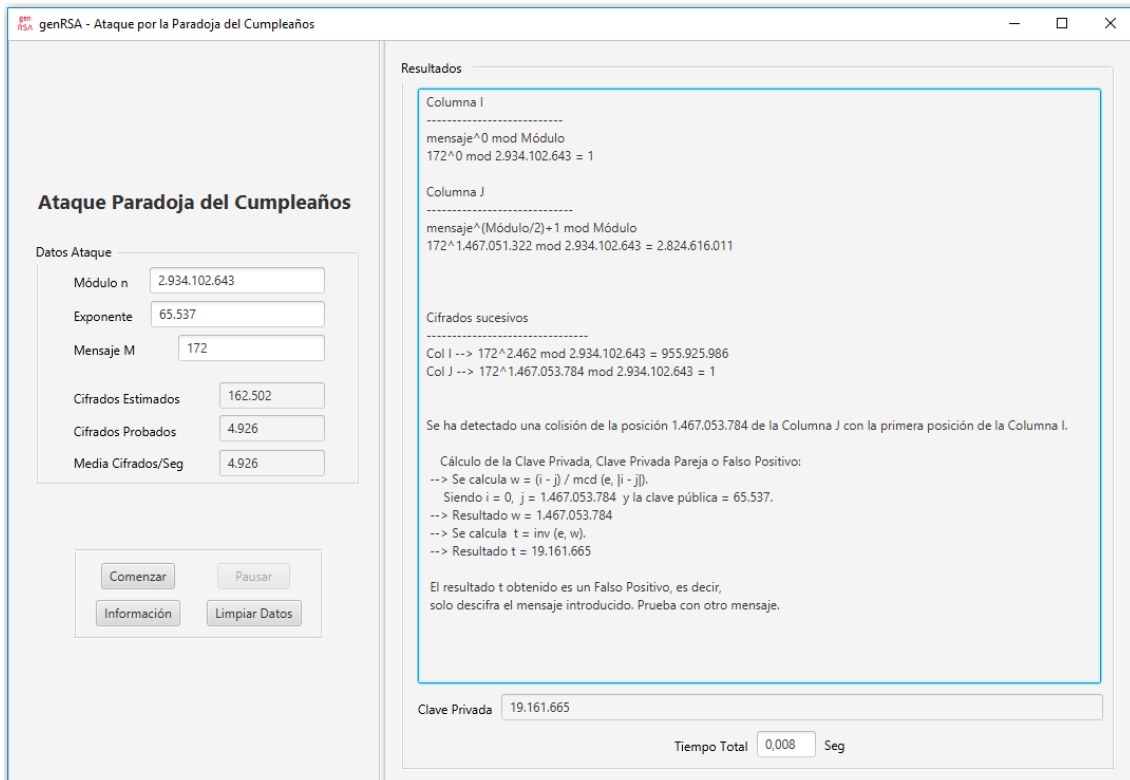 gen
RSA
genRSA - Ataque por la Paradoja del Cumpleaños
Ataque Paradoja del Cumpleaños
Datos Ataque
Módulo n 2.934.102.643
Exponente 65.537
Mensaje M 172
Cifrados Estimados 162.502
Cifrados Probados 4.926
Media Cifrados/Seg 4.926
Comenzar Pausar
Información Limpiar Datos
Resultados
Columna I
---------------------------
mensaje^0 mod Módulo
172^0 mod 2.934.102.643 = 1
Columna J
-----------------------------
mensaje^(Módulo/2)+1 mod Módulo
172^1.467.051.322 mod 2.934.102.643 = 2.824.616.011
Cifrados sucesivos
--------------------------------
Col I --> 172^2.462 mod 2.934.102.643 = 955.925.986
Col J --> 172^1.467.053.784 mod 2.934.102.643 = 1
Se ha detectado una colisión de la posición 1.467.053.784 de la Columna J con la primera posición de la Columna I.
Cálculo de la Clave Privada, Clave Privada Pareja o Falso Positivo:
--> Se calcula w = (i - j) / mcd (e, |i - j|).
Siendo i = 0, j = 1.467.053.784 y la clave pública = 65.537.
--> Resultado w = 1.467.053.784
--> Se calcula t = inv (e, w).
--> Resultado t = 19.161.665
El resultado t obtenido es un Falso Positivo, es decir,
solo descifra el mensaje introducido. Prueba con otro mensaje.
Clave Privada 19.161.665
Tiempo Total 0,008 Seg